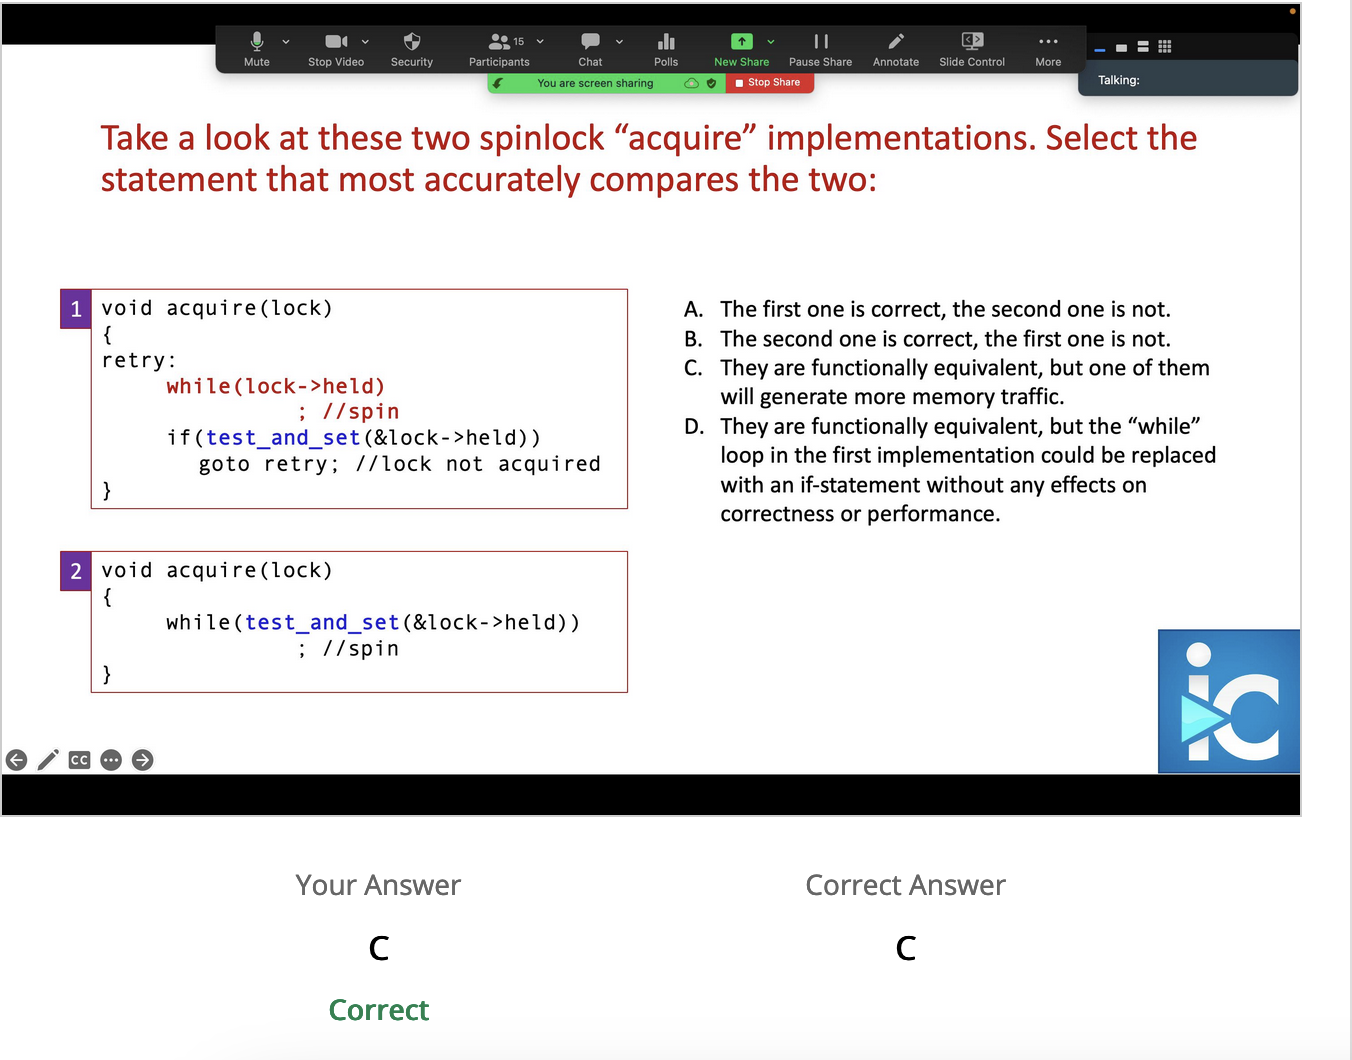 Mute
Stop Video
Security
15
Participants
Chat
Polls
New Share
Pause Share
Annotate
Slide Control
More
You are screen sharing
Stop Share
Talking:
Take a look at these two spinlock “acquire” implementations. Select the
statement that most accurately compares the two:
1
void acquire(lock)
{
retry:
while(lock->held)
; //spin
if(test_and_set(&lock->held))
goto retry; //lock not acquired
}
2
void acquire(lock)
{
while(test_and_set(&lock->held))
; //spin
}
A. The first one is correct, the second one is not.
B. The second one is correct, the first one is not.
C. They are functionally equivalent, but one of them
will generate more memory traffic.
D. They are functionally equivalent, but the “while”
loop in the first implementation could be replaced
with an if-statement without any effects on
correctness or performance.
ic
CC
Your Answer
Correct Answer
C
C
Correct